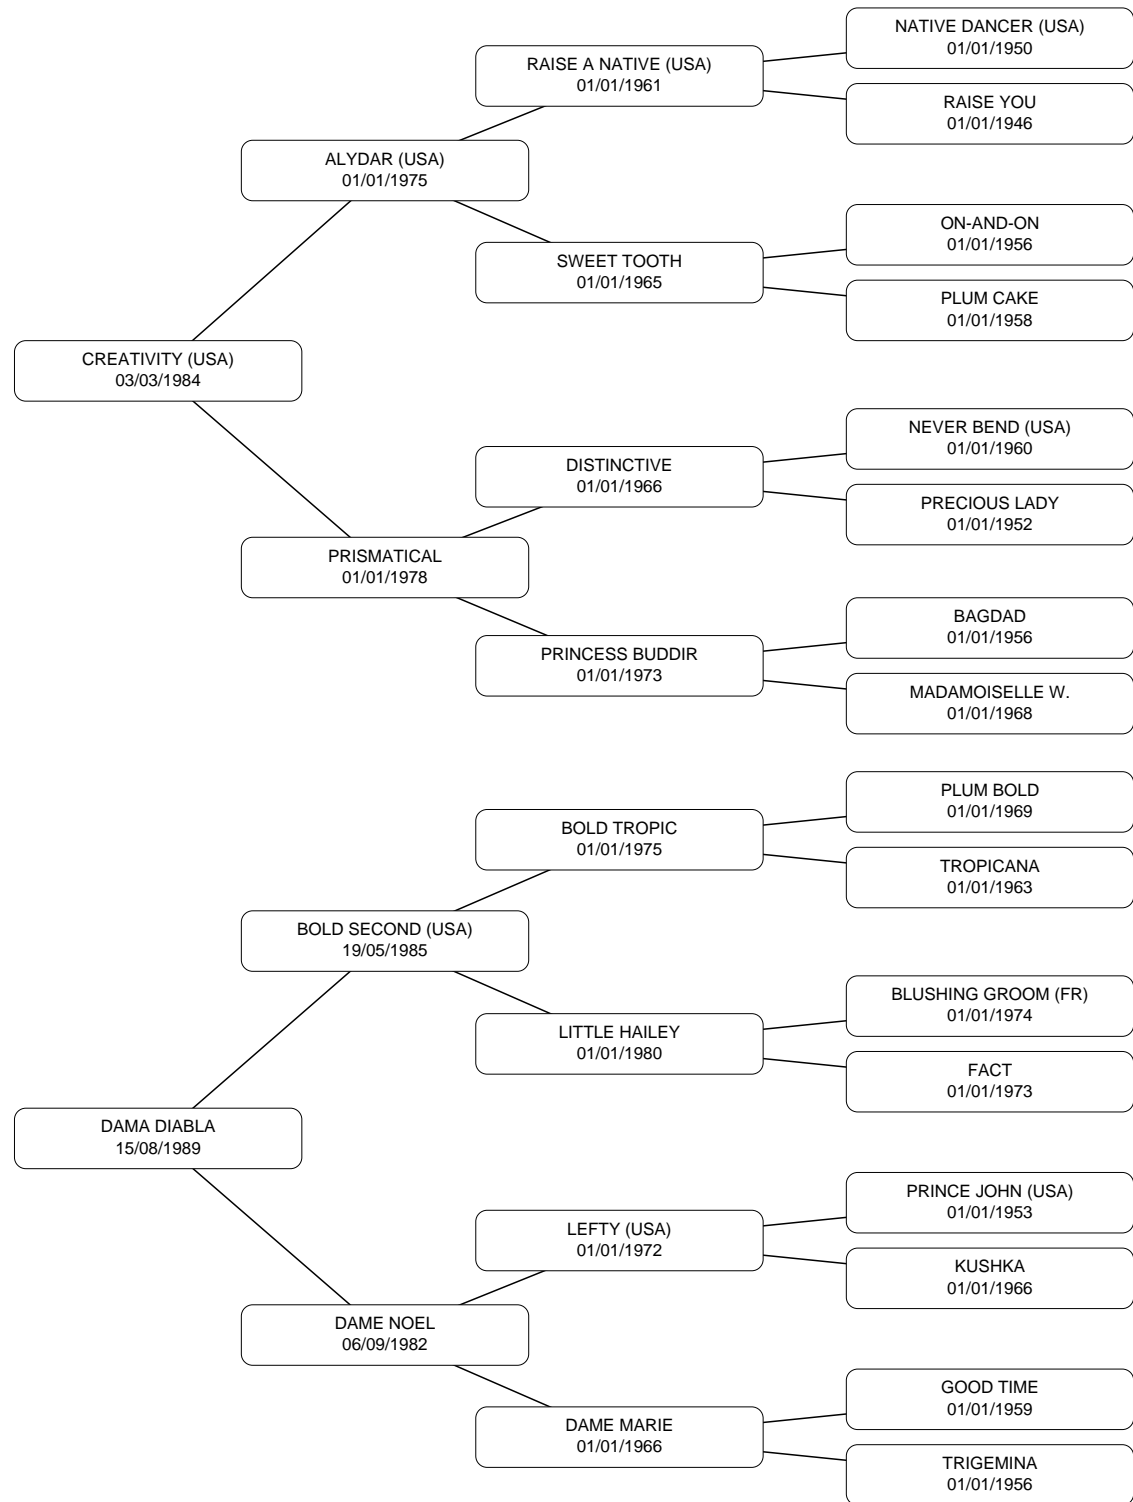 NATIVE DANCER (USA)
01/01/1950
RAISE A NATIVE (USA)
01/01/1961
RAISE YOU
01/01/1946
ALYDAR (USA)
01/01/1975
ON-AND-ON
01/01/1956
SWEET TOOTH
01/01/1965
PLUM CAKE
01/01/1958
CREATIVITY (USA)
03/03/1984
NEVER BEND (USA)
01/01/1960
DISTINCTIVE
01/01/1966
PRECIOUS LADY
01/01/1952
PRISMATICAL
01/01/1978
BAGDAD
01/01/1956
PRINCESS BUDDIR
01/01/1973
MADAMOISELLE W.
01/01/1968
PLUM BOLD
01/01/1969
BOLD TROPIC
01/01/1975
TROPICANA
01/01/1963
BOLD SECOND (USA)
19/05/1985
BLUSHING GROOM (FR)
01/01/1974
LITTLE HAILEY
01/01/1980
FACT
01/01/1973
DAMA DIABLA
15/08/1989
PRINCE JOHN (USA)
01/01/1953
LEFTY (USA)
01/01/1972
KUSHKA
01/01/1966
DAME NOEL
06/09/1982
GOOD TIME
01/01/1959
DAME MARIE
01/01/1966
TRIGEMINA
01/01/1956